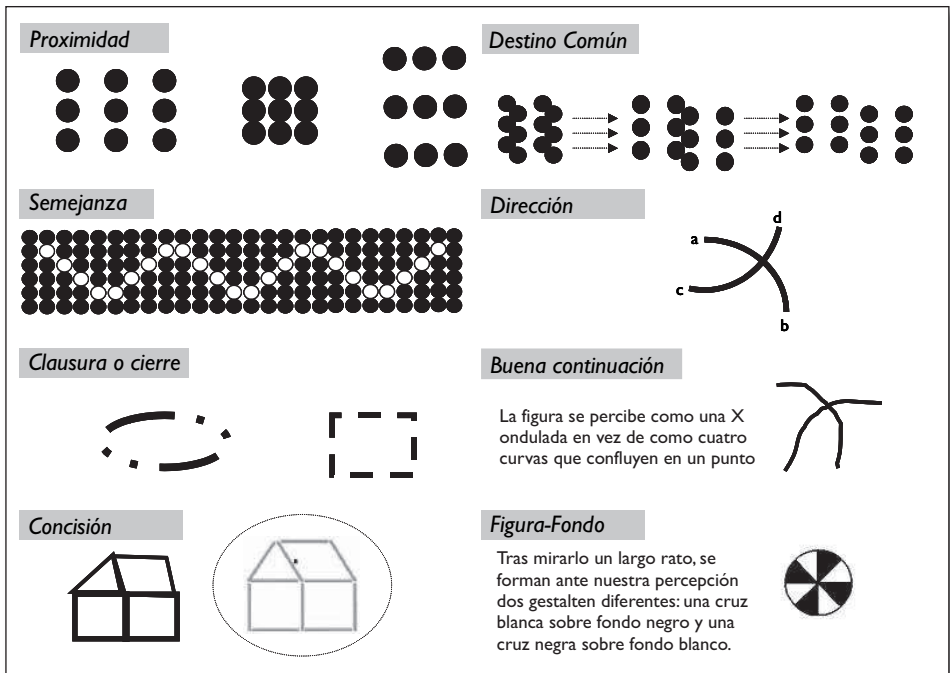 Proximidad
Destino Común
Semejanza
Dirección
a
d
c
b
Clausura o cierre
Buena continuación
La figura se percibe como una X
ondulada en vez de como cuatro
curvas que confluyen en un punto
Concisión
Figura-Fondo
Tras mirarlo un largo rato, se
forman ante nuestra percepción
dos gestalten diferentes: una cruz
blanca sobre fondo negro y una
cruz negra sobre fondo blanco.